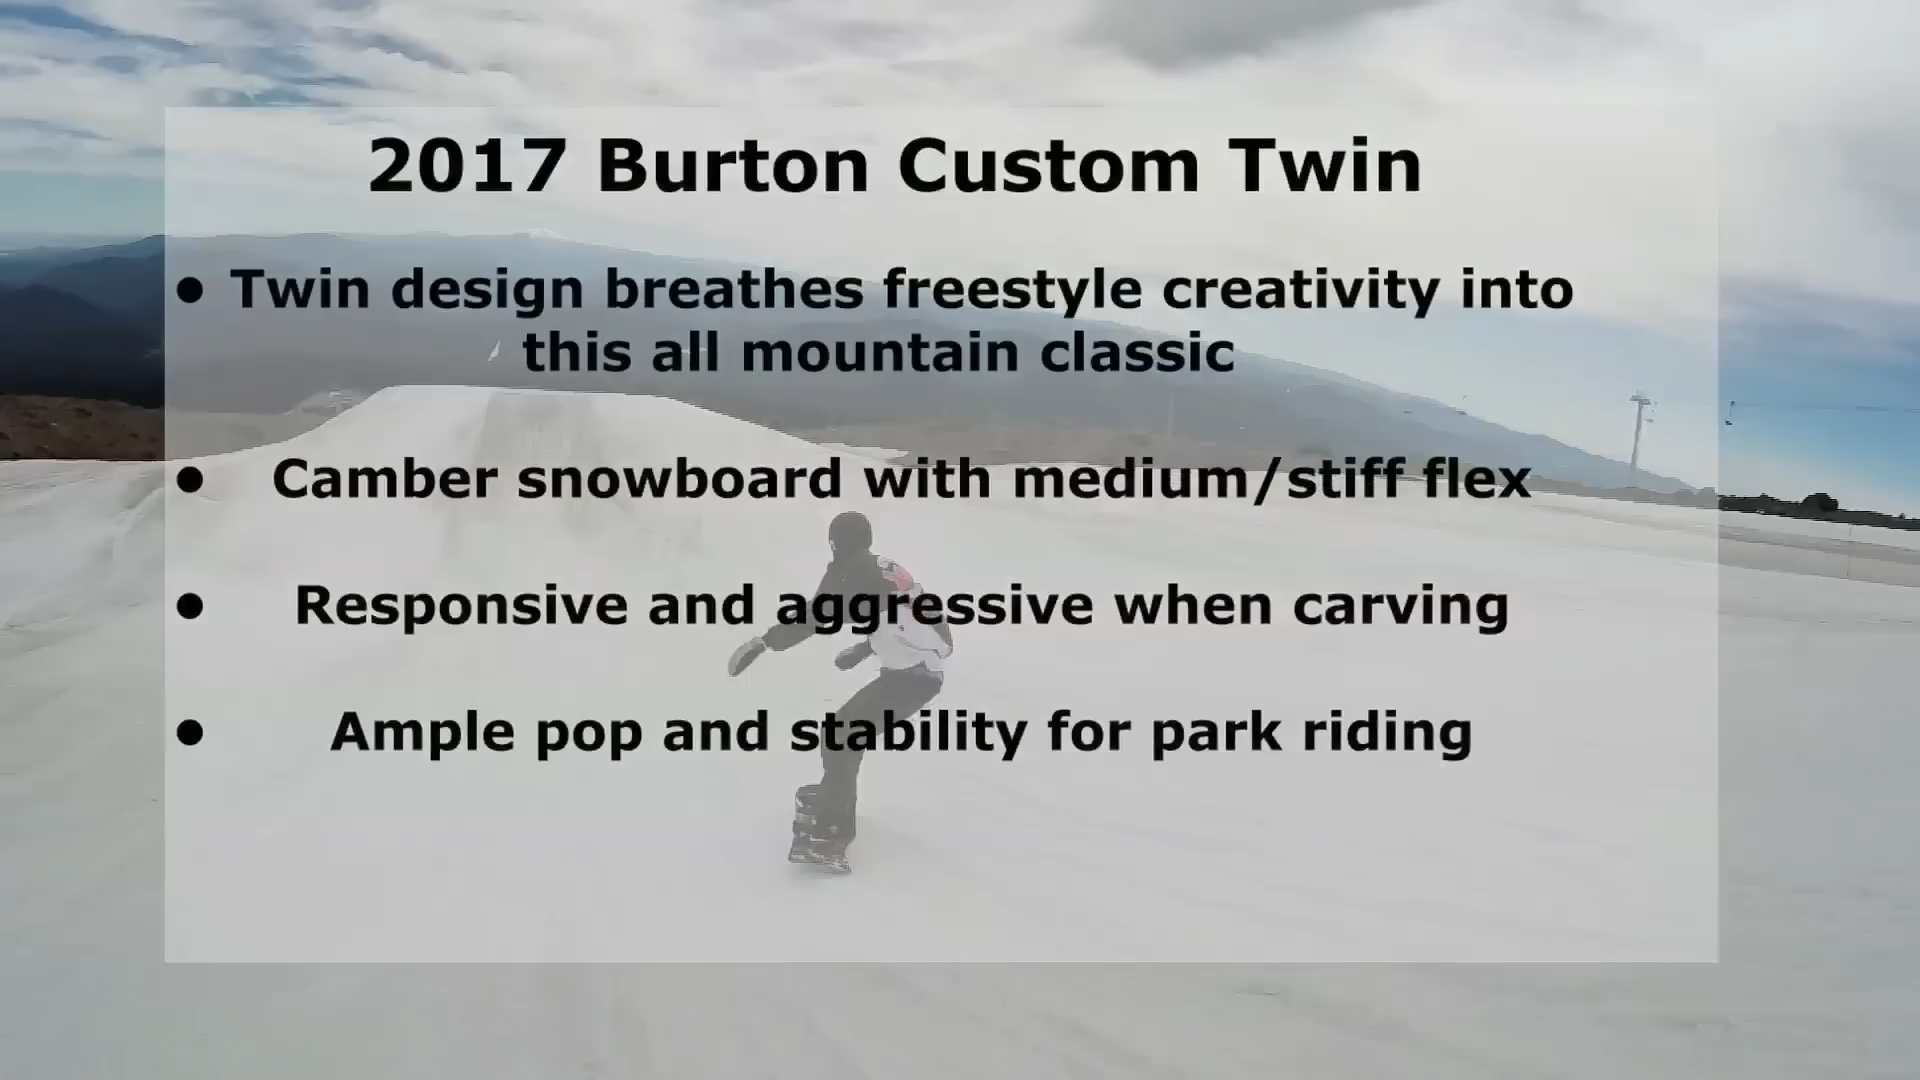 2017 Burton Custom Twin
● Twin design breathes freestyle creativity into
this all mountain classic
● Camber snowboard with medium/stiff flex
● Responsive and aggressive when carving
● Ample pop and stability for park riding